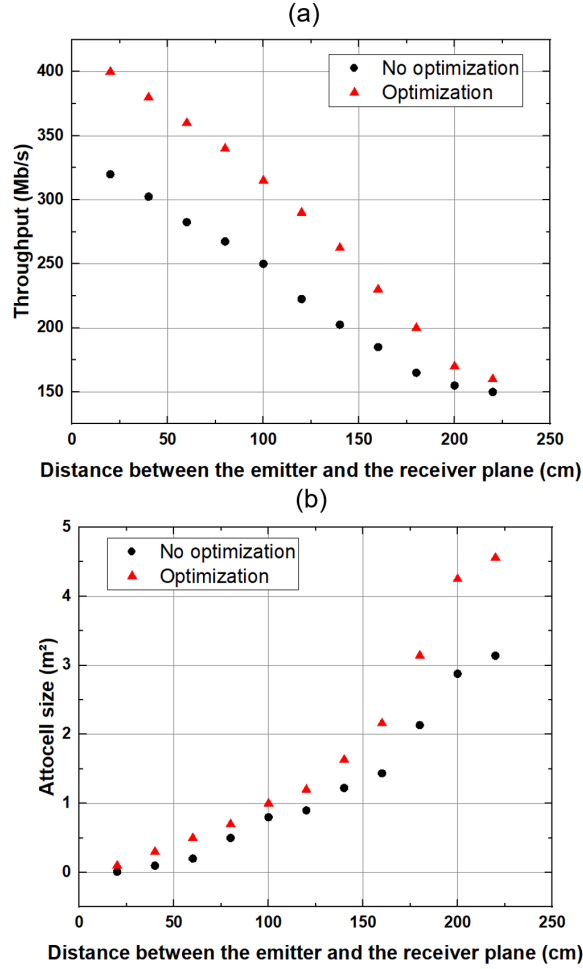 (a)
No optimization
Optimization
Throughput (Mb/s)
400
350
300
250
200
150
0
50
100
150
200
250
Distance between the emitter and the receiver plane (cm)
(b)
No optimization
Optimization
Attocell size (m²)
5
4
3
2
1
0
0
50
100
150
200
250
Distance between the emitter and the receiver plane (cm)